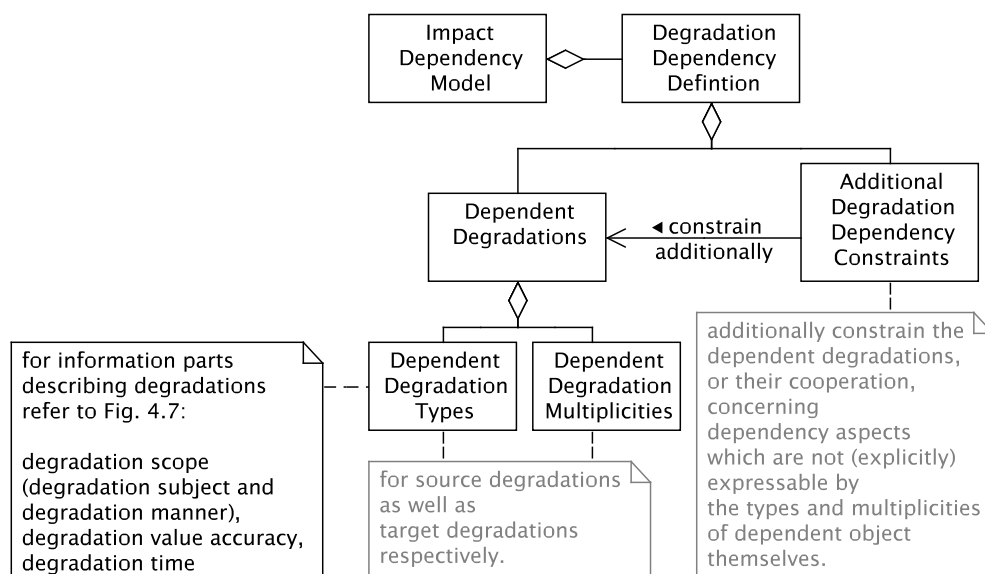 Impact
Dependency
Model
Degradation
Dependency
Defintion
Dependent
Degradations
◄ constrain
additionally
Additional
Degradation
Dependency
Constraints
for information parts
describing degradations
refer to Fig. 4.7:
degradation scope
(degradation subject and
degradation manner),
degradation value accuracy,
degradation time
Dependent
Degradation
Types
Dependent
Degradation
Multiplicities
for source degradations
as well as
target degradations
respectively.
additionally constrain the
dependent degradations,
or their cooperation,
concerning
dependency aspects
which are not (explicitly)
expressable by
the types and multiplicities
of dependent object
themselves.